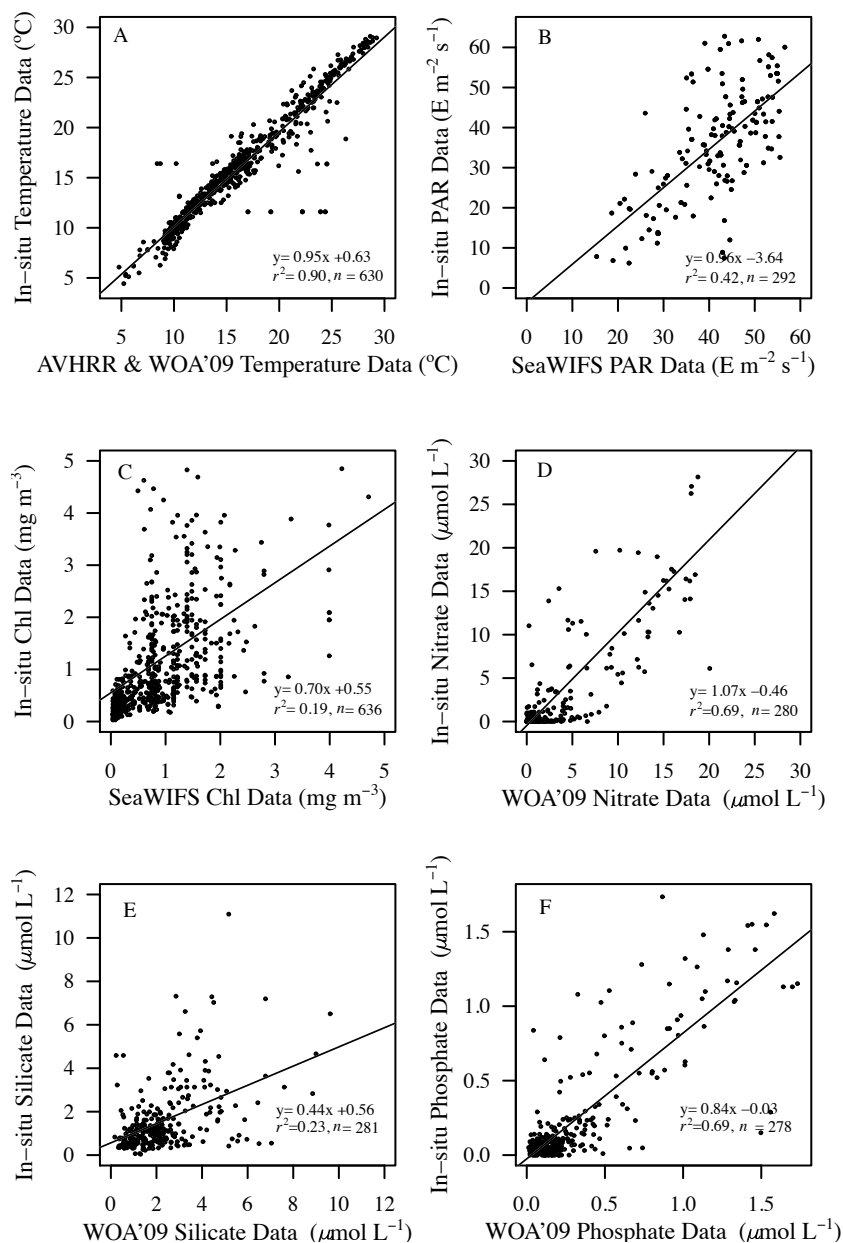 A
In−situ Temperature Data (ºC)
30
25
20
15
10
5
y= 0.95x +0.63
r²= 0.90, n = 630
5 10 15 20 25 30
AVHRR & WOA'09 Temperature Data (ºC)
B
In−situ PAR Data (E m⁻² s⁻¹)
60
50
40
30
20
10
0
y= 0.96x −3.64
r²= 0.42, n = 292
0 10 20 30 40 50 60
SeaWIFS PAR Data (E m⁻² s⁻¹)
C
In−situ Chl Data (mg m⁻³)
5
4
3
2
1
0
y= 0.70x +0.55
r²= 0.19, n= 636
0 1 2 3 4 5
SeaWIFS Chl Data (mg m⁻³)
D
In−situ Nitrate Data (μmol L⁻¹)
30
25
20
15
10
5
0
y= 1.07x −0.46
r²=0.69, n= 280
0 5 10 15 20 25 30
WOA'09 Nitrate Data (μmol L⁻¹)
E
In−situ Silicate Data (μmol L⁻¹)
12
10
8
6
4
2
0
y= 0.44x +0.56
r²=0.23, n= 281
0 2 4 6 8 10 12
WOA'09 Silicate Data (μmol L⁻¹)
F
In−situ Phosphate Data (μmol L⁻¹)
1.5
1.0
0.5
0.0
y= 0.84x −0.03
r²=0.69, n = 278
0.0 0.5 1.0 1.5
WOA'09 Phosphate Data (μmol L⁻¹)